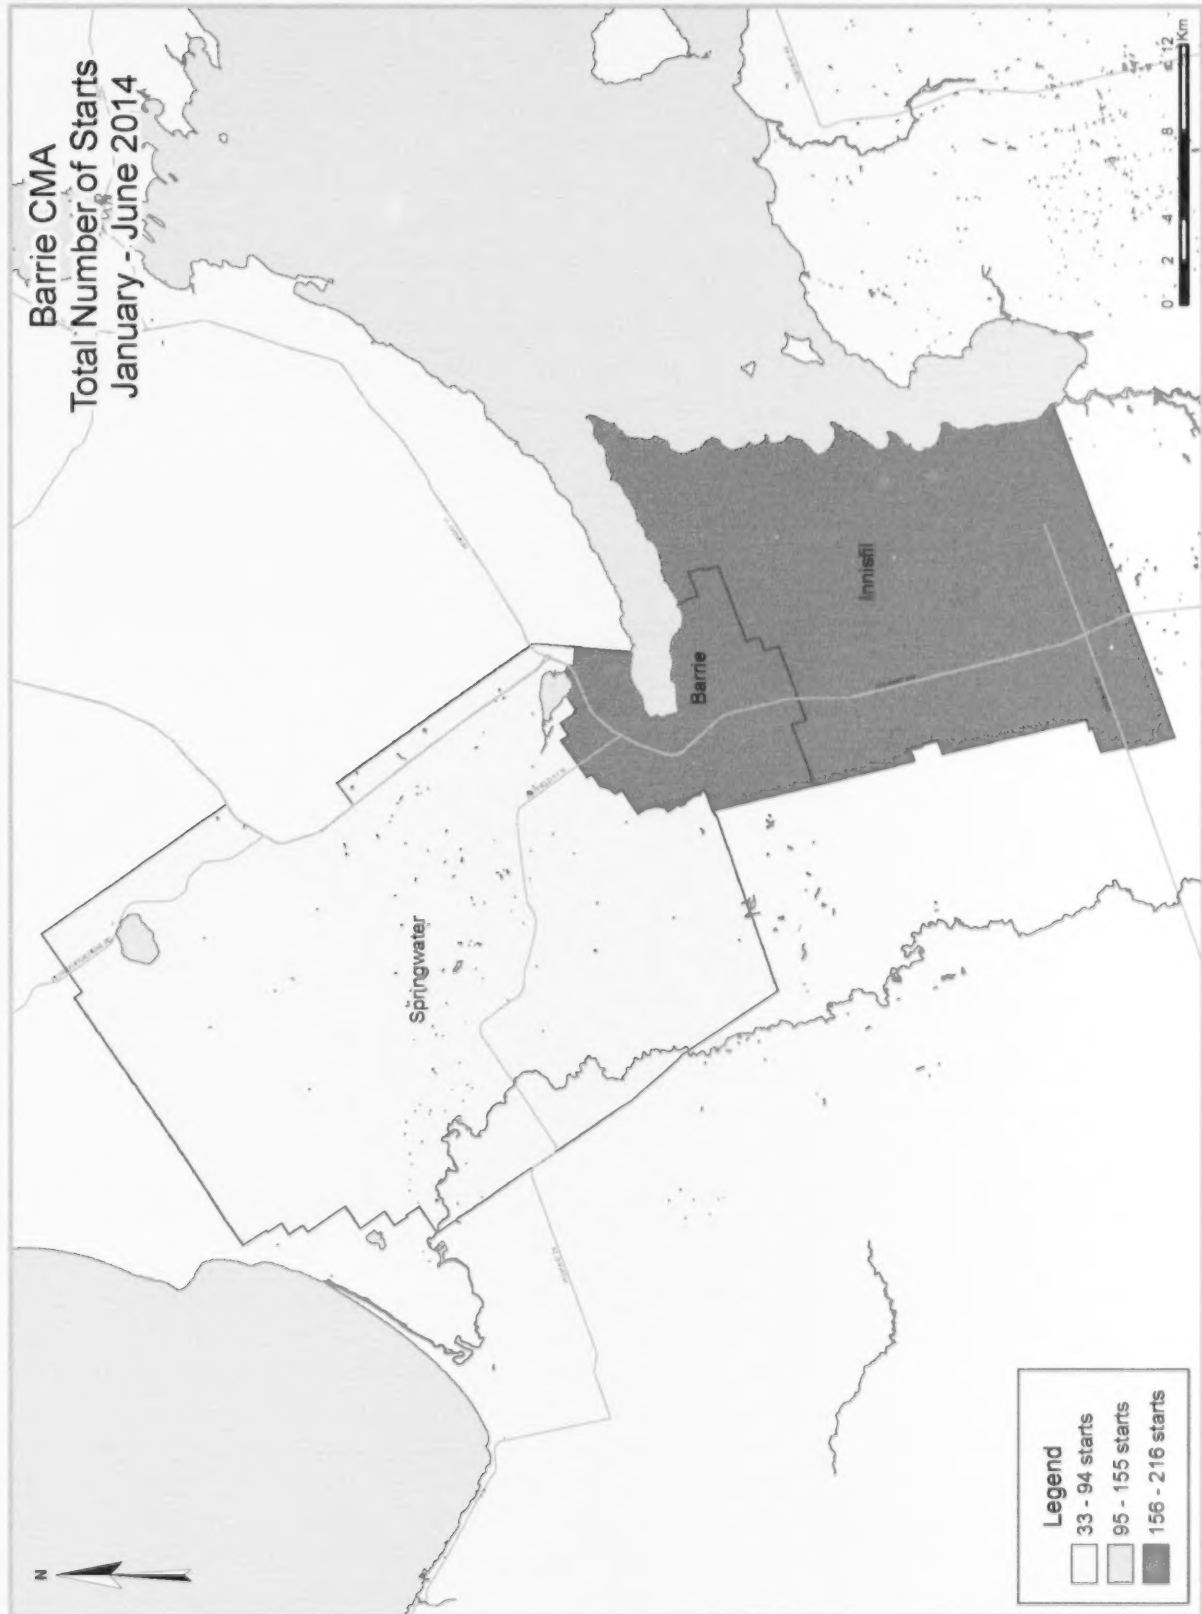 Barrie CMA
Total Number of Starts
January - June 2014
N
Springwater
Barrie
Innisfil
Legend
33 - 94 starts
95 - 155 starts
156 - 216 starts
0 2 4 8 12
Km